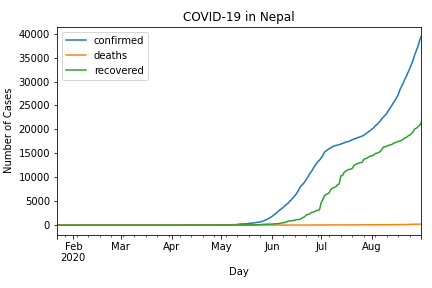 COVID-19 in Nepal
confirmed
deaths
recovered
Number of Cases
40000
35000
30000
25000
20000
15000
10000
5000
0
Feb Mar Apr May Jun Jul Aug
2020
Day